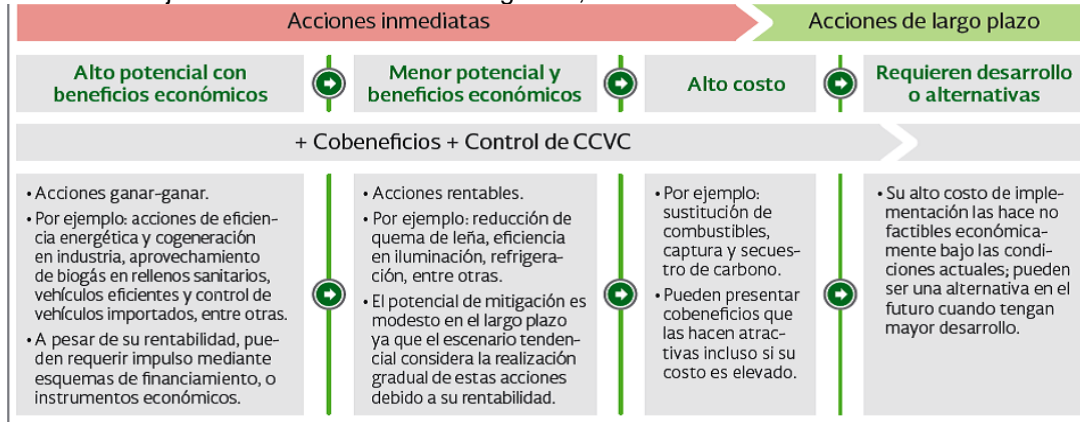 Acciones inmediatas
Acciones de largo plazo
Alto potencial con
beneficios económicos
Menor potencial y
beneficios económicos
Alto costo
Requieren desarrollo
o alternativas
+ Cobeneficios + Control de CCVC
• Acciones ganar-ganar.
• Por ejemplo: acciones de eficien-
cia energética y cogeneración
en industria, aprovechamiento
de biogás en rellenos sanitarios,
vehículos eficientes y control de
vehículos importados, entre otras.
• A pesar de su rentabilidad, pue-
den requerir impulso mediante
esquemas de financiamiento, o
instrumentos económicos.
• Acciones rentables.
• Por ejemplo: reducción de
quema de leña, eficiencia
en iluminación, refrigera-
ción, entre otras.
• El potencial de mitigación es
modesto en el largo plazo
ya que el escenario tenden-
cial considera la realización
gradual de estas acciones
debido a su rentabilidad.
• Por ejemplo:
sustitución de
combustibles,
captura y secues-
tro de carbono.
• Pueden presentar
cobeneficios que
las hacen atrac-
tivas incluso si su
costo es elevado.
• Su alto costo de imple-
mentación las hace no
factibles económica-
mente bajo las condi-
ciones actuales; pueden
ser una alternativa en el
futuro cuando tengan
mayor desarrollo.